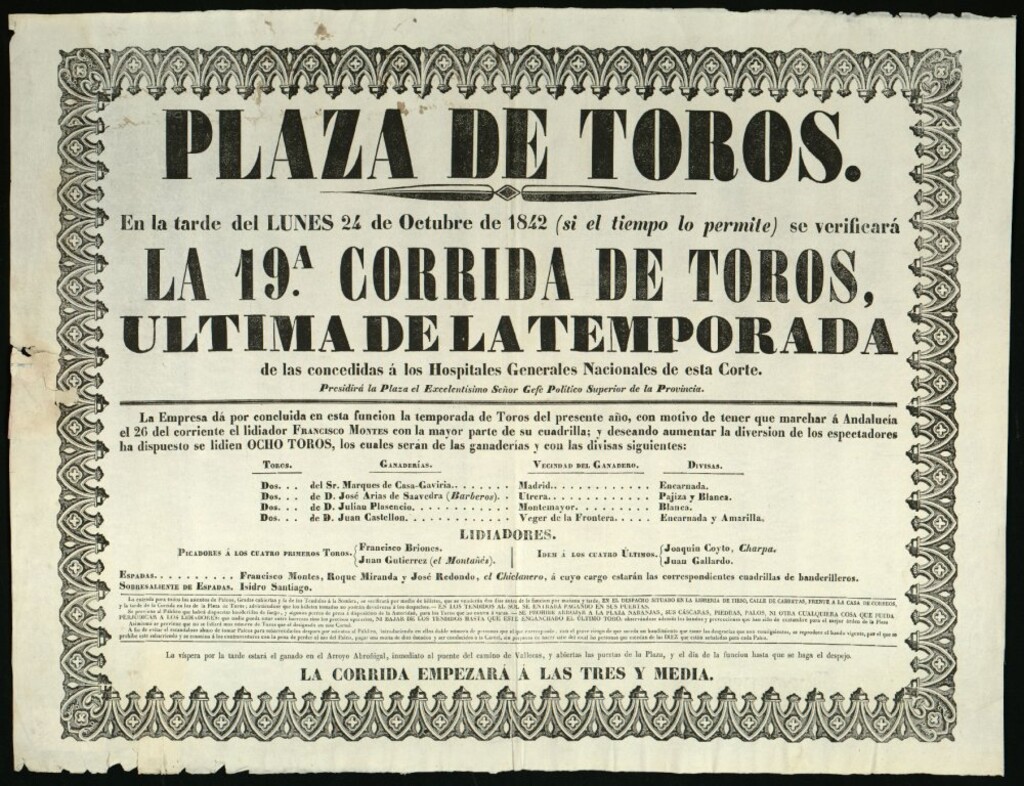 PLAZA DE TOROS.
En la tarde del LUNES 24 de Octubre de 1842 (si el tiempo lo permite) se verificará
LA 19.ª CORRIDA DE TOROS,
ULTIMA DE LA TEMPORADA
de las concedidas á los Hospitales Generales Nacionales de esta Corte.
Presidirá la Plaza el Excelentísimo Señor Gefe Político Superior de la Provincia.
La Empresa dá por concluida en esta funcion la temporada de Toros del presente año, con motivo de tener que marchar á Andalucía
el 26 del corriente el lidiador FRANCISCO MONTES con la mayor parte de su cuadrilla; y deseando aumentar la diversion de los espectadores
ha dispuesto se lidien OCHO TOROS, los cuales serán de las ganaderías y con las divisas siguientes:
TOROS. GANADERÍAS. VECINDAD DEL GANADERO. DIVISAS.
Dos. . . del Sr. Marques de Casa-Gaviria. . . . . . . Madrid. . . . . . . . . . . Encarnada.
Dos. . . de D. José Arias de Saavedra (Barberos). . Utrera. . . . . . . . . . . Pajiza y Blanca.
Dos. . . de D. Julian Plasencio. . . . . . . . . . . . Montemayor. . . . . . . . Blanca.
Dos. . . de D. Juan Castellon. . . . . . . . . . . . . Veger de la Frontera. . . . . Encarnada y Amarilla.
LIDIADORES.
PICADORES Á LOS CUATRO PRIMEROS TOROS. Francisco Briones. IDEM Á LOS CUATRO ÚLTIMOS. Joaquin Coyto, Charpa.
Juan Gutierrez (el Montañés). Juan Gallardo.
ESPADAS. . . . . . . . . . Francisco Montes, Roque Miranda y José Redondo, el Chiclanero, á cuyo cargo estarán las correspondientes cuadrillas de banderilleros.
SOBRESALIENTE DE ESPADAS. Isidro Santiago.
EN LOS TENDIDOS AL SOL SE ENTRARÁ PAGANDO EN SUS PUERTAS.
La víspera por la tarde estará el ganado en el Arroyo Abroñigal, inmediato al puente del camino de Vallecas, y abiertas las puertas de la Plaza, y el dia de la funcion hasta que se haga el despejo.
LA CORRIDA EMPEZARÁ Á LAS TRES Y MEDIA.